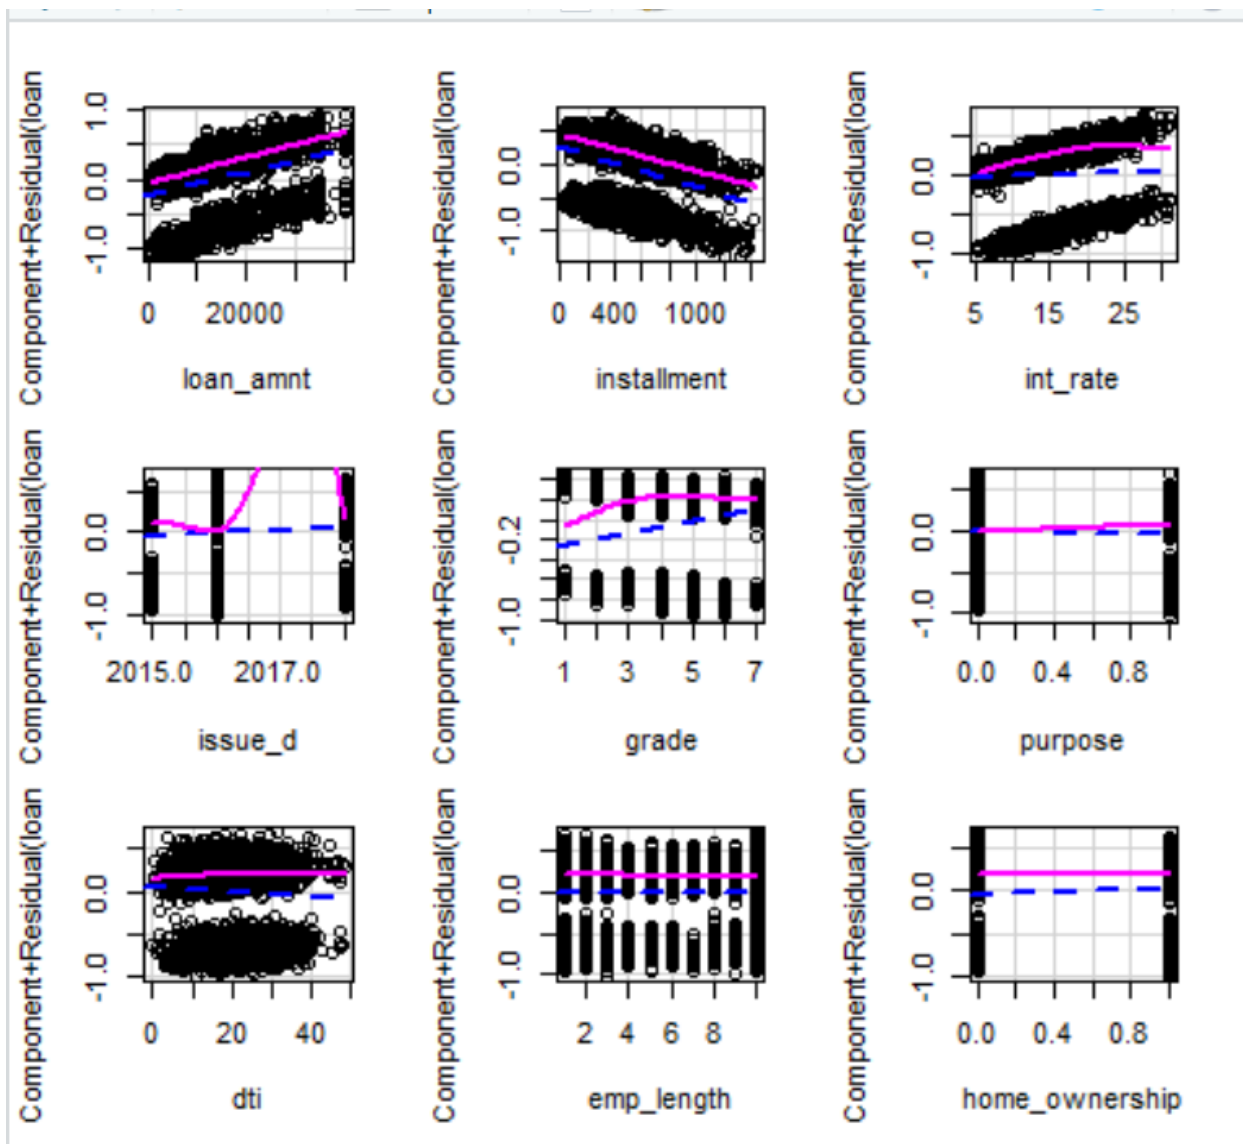 Component+Residual(loan
1.0
0.0
-1.0
0 20000
loan_amnt
Component+Residual(loan
0.0
-1.0
0 400 1000
installment
Component+Residual(loan
0.0
-1.0
5 15 25
int_rate
Component+Residual(loan
0.0
-1.0
2015.0 2017.0
issue_d
Component+Residual(loan
-0.2
-1.0
1 3 5 7
grade
Component+Residual(loan
0.0
-1.0
0.0 0.4 0.8
purpose
Component+Residual(loan
0.0
-1.0
0 20 40
dti
Component+Residual(loan
0.0
-1.0
2 4 6 8
emp_length
Component+Residual(loan
0.0
-1.0
0.0 0.4 0.8
home_ownership